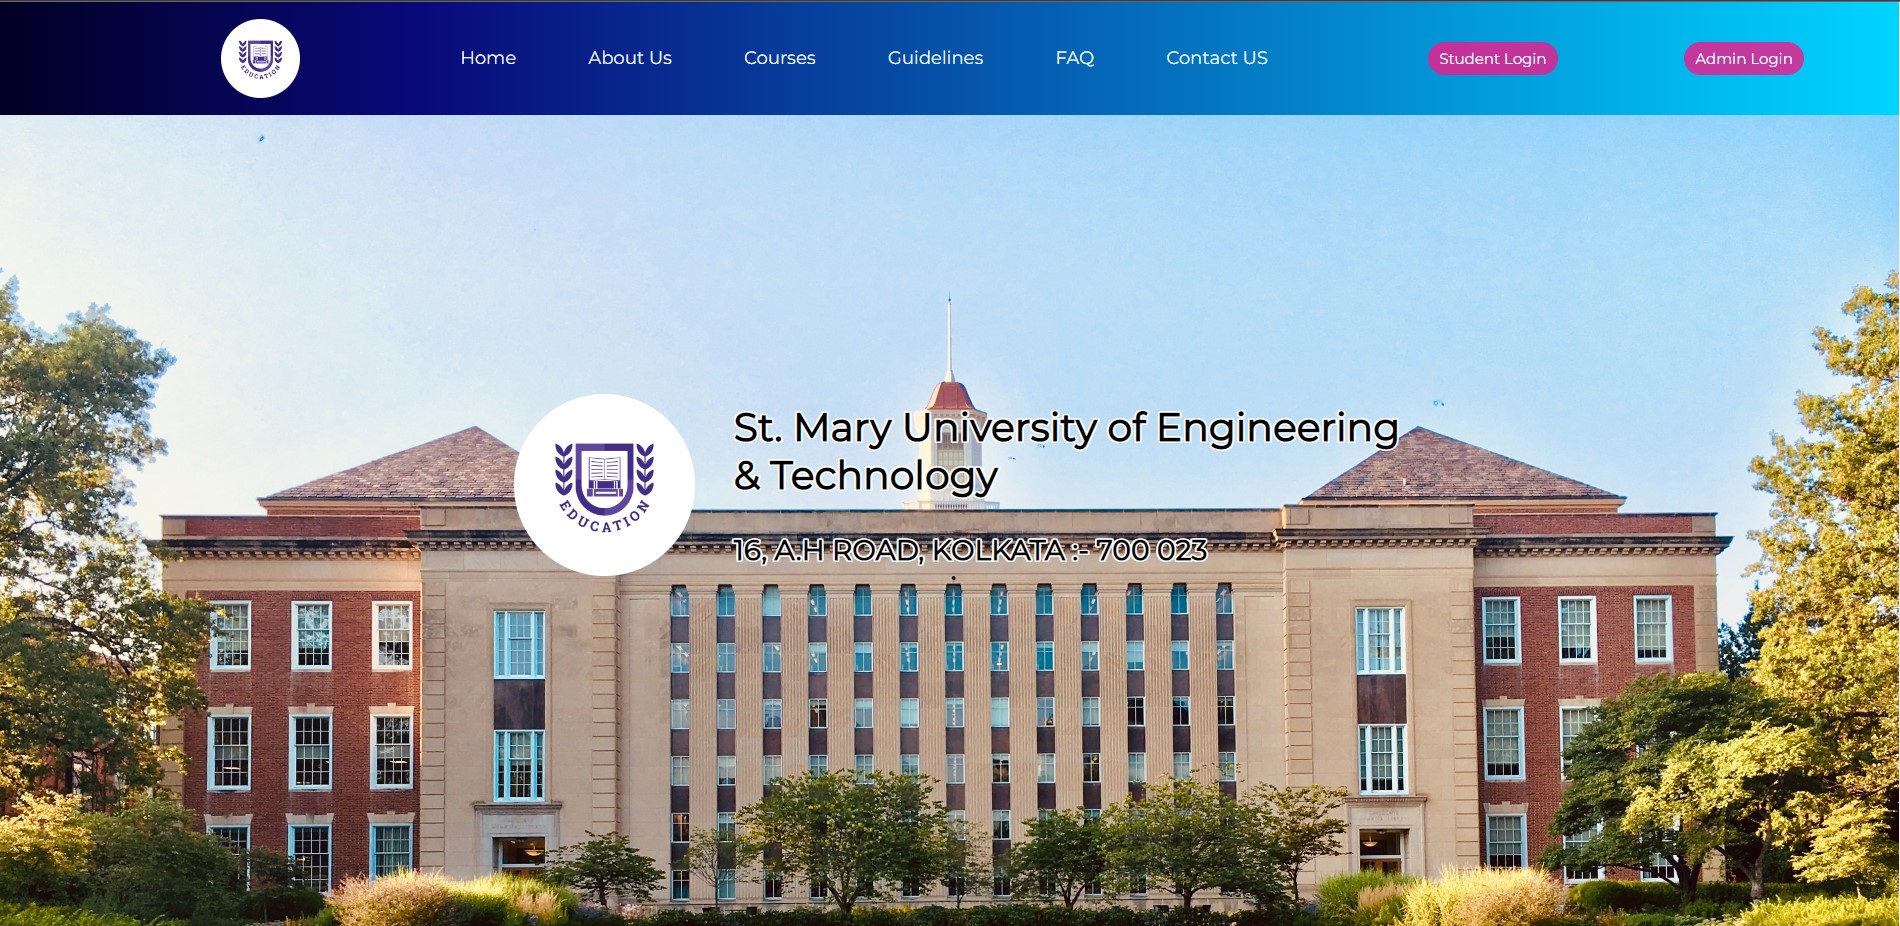 EDUCATION
Home About Us Courses Guidelines FAQ Contact US Student Login Admin Login
EDUCATION
St. Mary University of Engineering
& Technology
16, A.H ROAD, KOLKATA :- 700 023